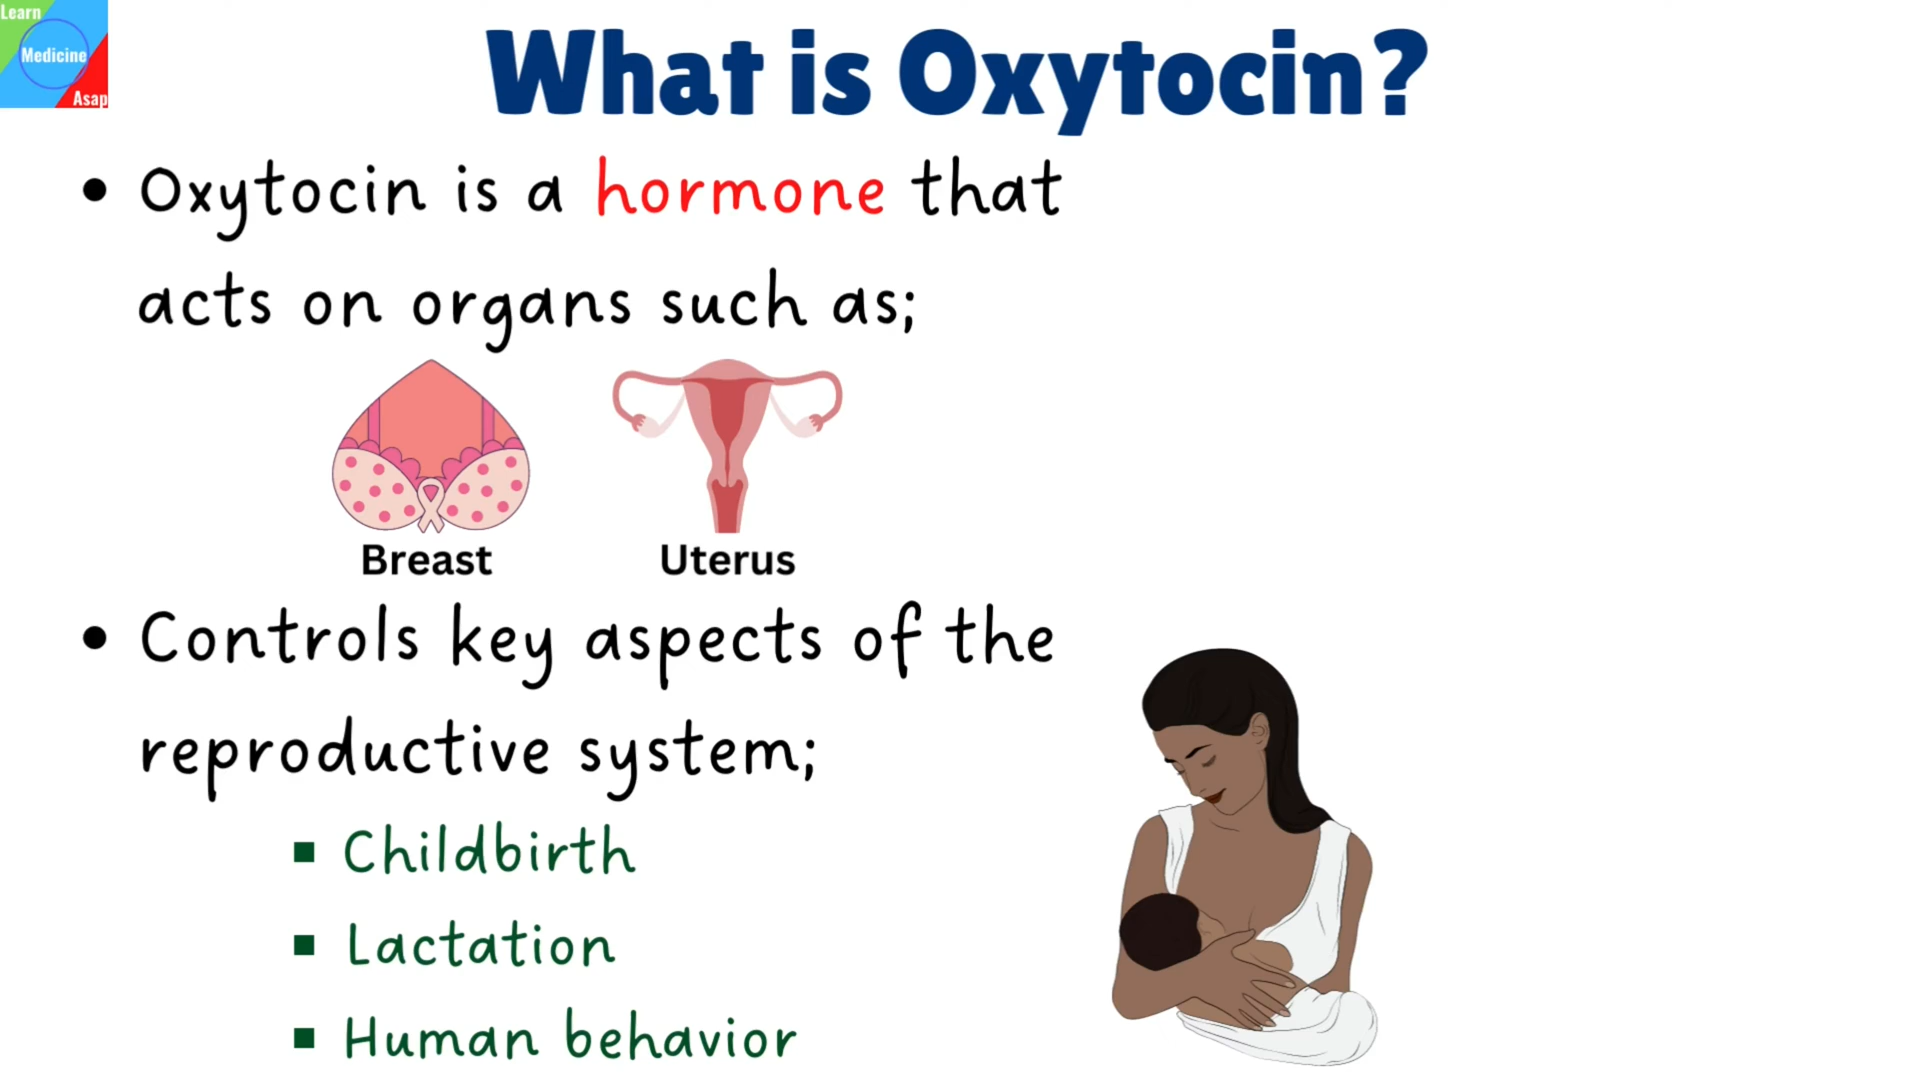 Learn
Medicine
Asap
What is Oxytocin?
• Oxytocin is a hormone that
acts on organs such as;
Breast
Uterus
• Controls key aspects of the
reproductive system;
▪ Childbirth
▪ Lactation
▪ Human behavior